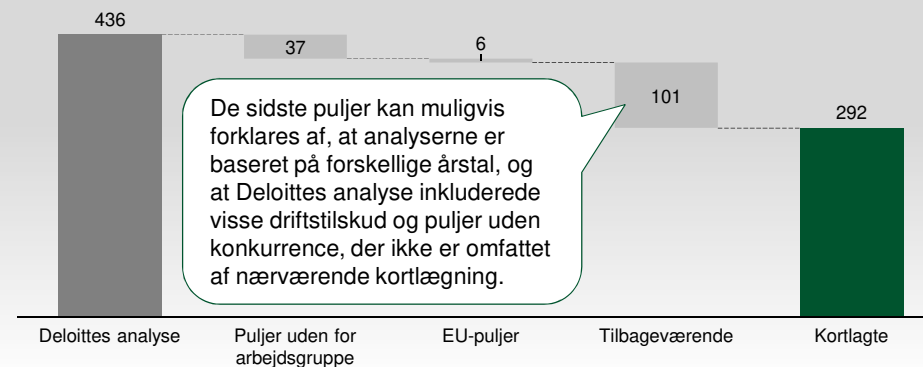 436
37
6
101
292
De sidste puljer kan muligvis
forklares af, at analyserne er
baseret på forskellige årstal, og
at Deloittes analyse inkluderede
visse driftstilskud og puljer uden
konkurrence, der ikke er omfattet
af nærværende kortlægning.
Deloittes analyse
Puljer uden for
arbejdsgruppe
EU-puljer
Tilbageværende
Kortlagte